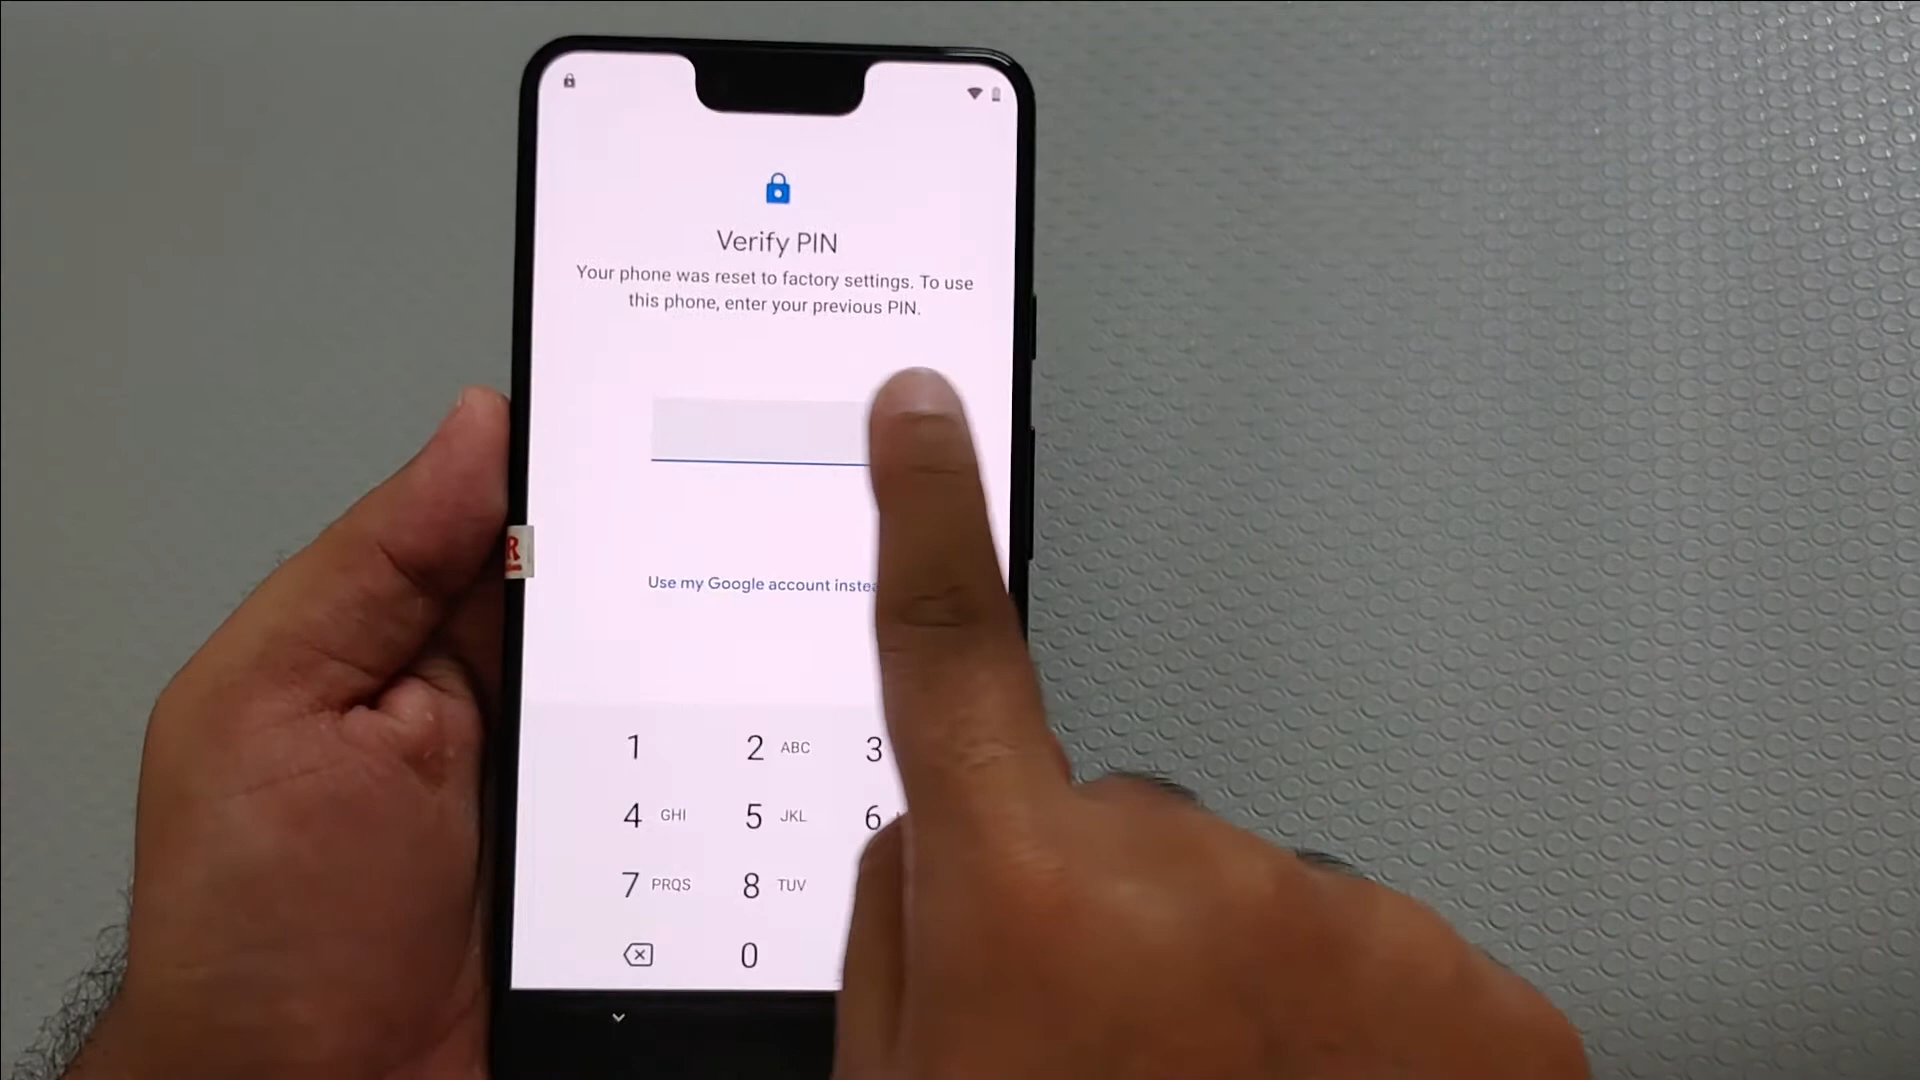 Verify PIN
Your phone was reset to factory settings. To use
this phone, enter your previous PIN.
R
Use my Google account
1
2 ABC
3
4 GHI
5 JKL
6
7 PRQS
8 TUV
0